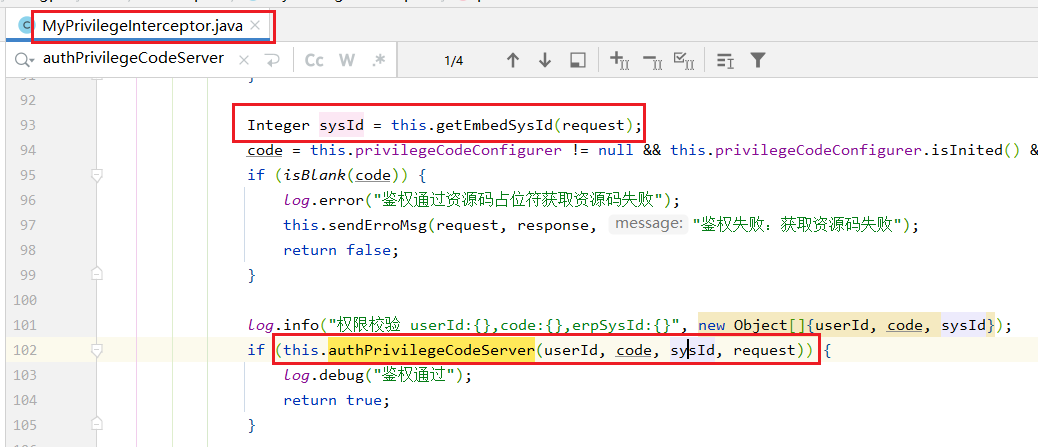 MyPrivilegeInterceptor.java
authPrivilegeCodeServer Cc W .* 1/4
92
93 Integer sysId = this.getEmbedSysId(request);
94 code = this.privilegeCodeConfigurer != null && this.privilegeCodeConfigurer.isInited() &
95 if (isBlank(code)) {
96 log.error("鉴权通过资源码占位符获取资源码失败");
97 this.sendErroMsg(request, response, message: "鉴权失败: 获取资源码失败");
98 return false;
99 }
100
101 log.info("权限校验 userId:{},code:{},erpSysId:{}", new Object[]{userId, code, sysId});
102 if (this.authPrivilegeCodeServer(userId, code, sysId, request)) {
103 log.debug("鉴权通过");
104 return true;
105 }